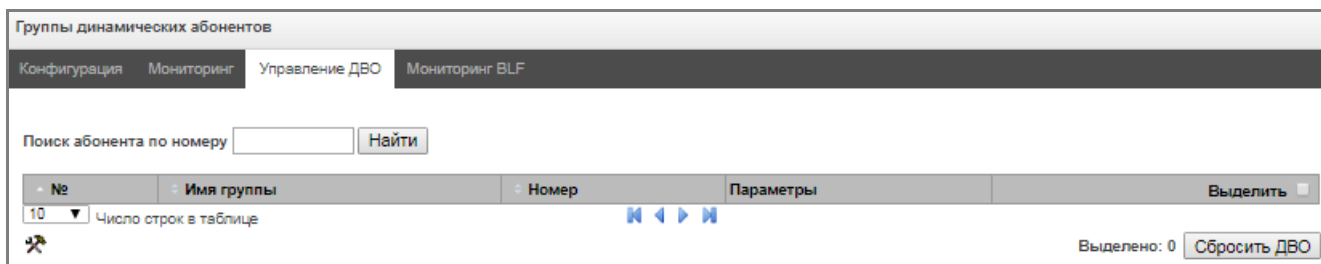 Группы динамических абонентов
Конфигурация Мониторинг Управление ДВО Мониторинг BLF
Поиск абонента по номеру Найти
№ Имя группы Номер Параметры Выделить
10 Число строк в таблице
Выделено: 0 Сбросить ДВО